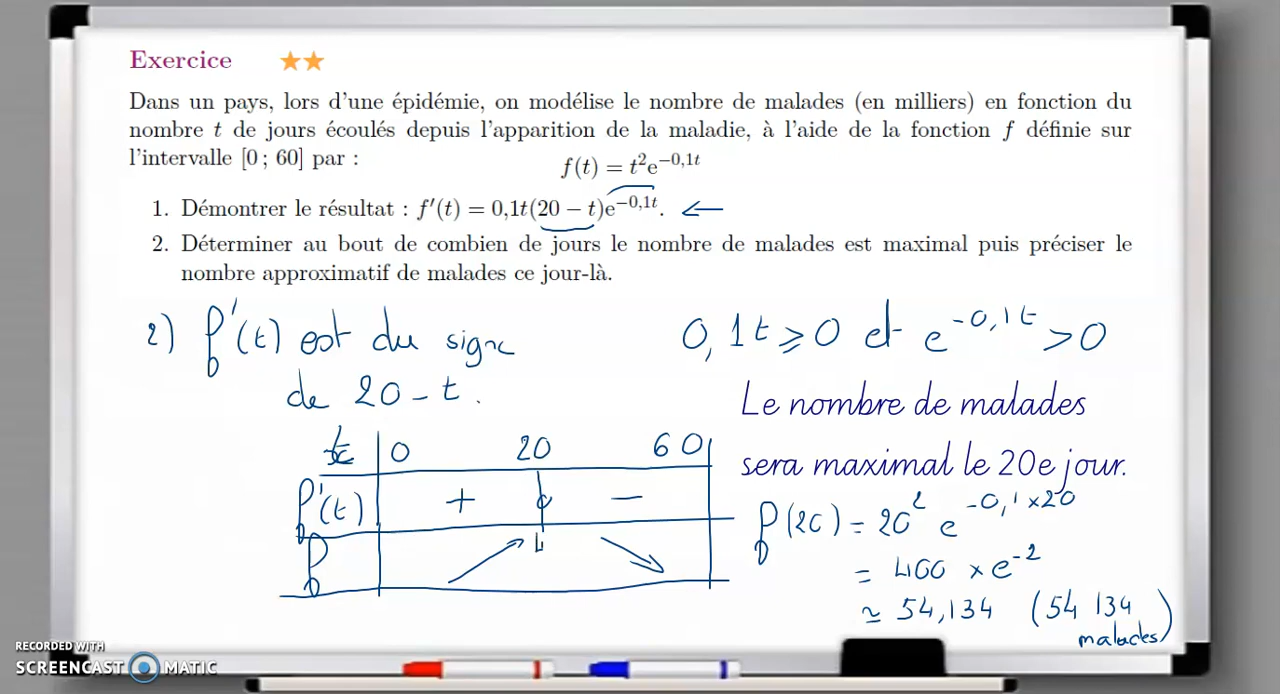 Exercice
Dans un pays, lors d'une épidémie, on modélise le nombre de malades (en milliers) en fonction du
nombre t de jours écoulés depuis l'apparition de la maladie, à l'aide de la fonction f définie sur
l'intervalle [0 ; 60] par :
f(t) = t²e^{-0,1t}
1. Démontrer le résultat : f′(t) = 0,1t(20 − t)e^{-0,1t}. ←
2. Déterminer au bout de combien de jours le nombre de malades est maximal puis préciser le
nombre approximatif de malades ce jour-là.
2) f'(t) est du signe
de 20 - t.
0,1t ⩾ 0 et e^{-0,1t} > 0
Le nombre de malades
sera maximal le 20e jour.
t 0 20 60
f'(t) + 0 -
f
f(20) = 20² e^{-0,1×20}
= 400 × e^{-2}
≃ 54,134 (54 134
malades)
RECORDED WITH
SCREENCAST MATIC